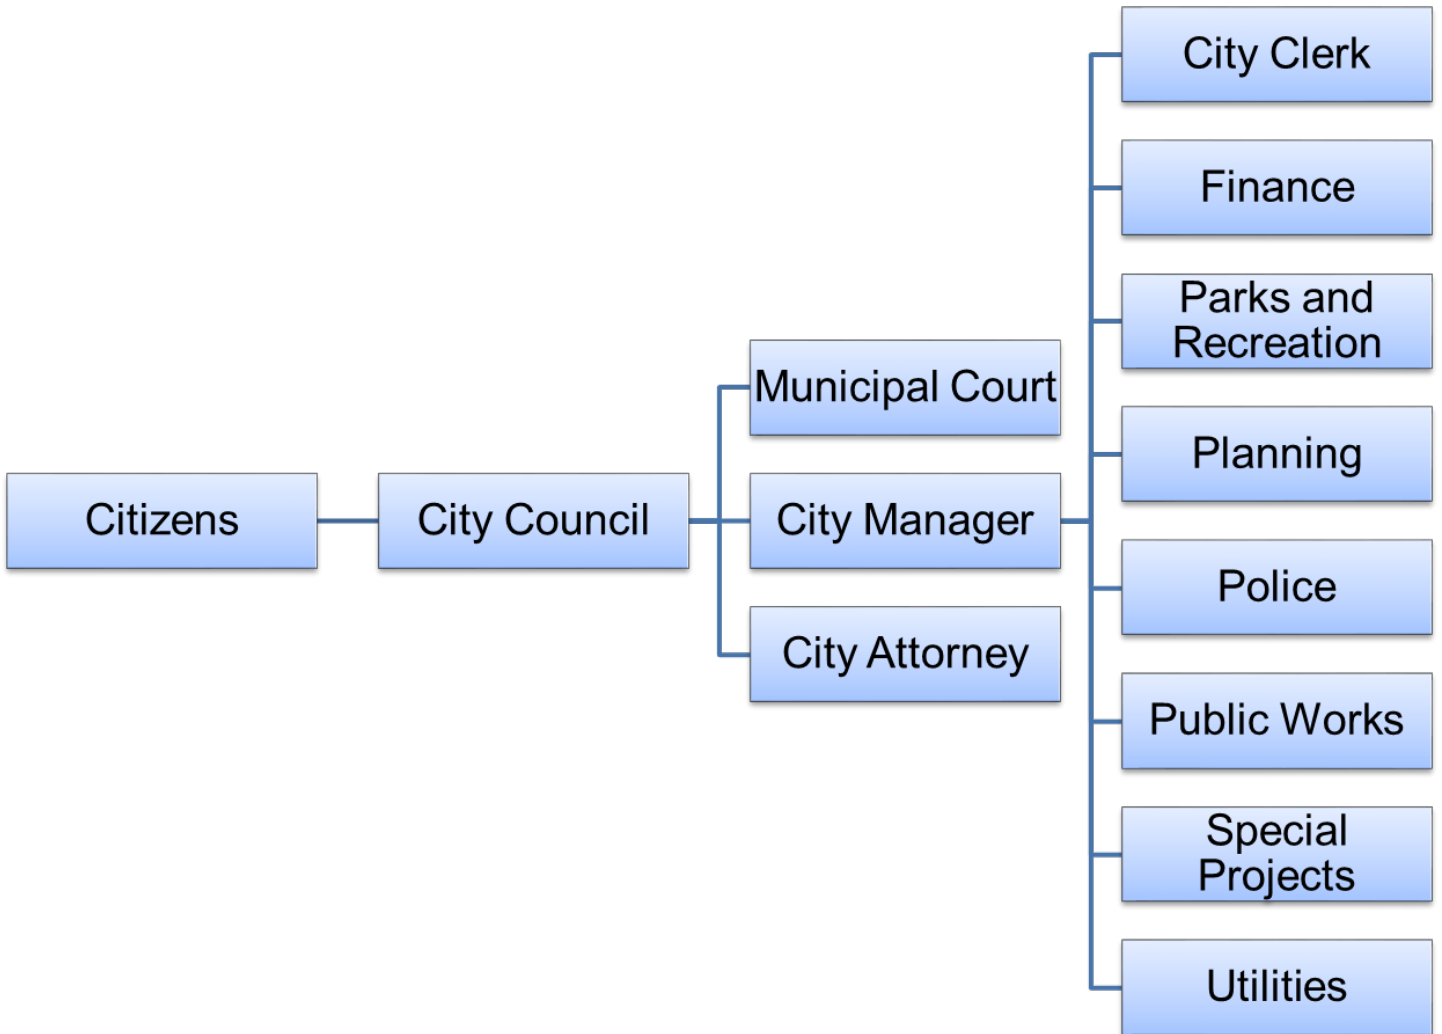 Citizens
City Council
Municipal Court
City Manager
City Attorney
City Clerk
Finance
Parks and
Recreation
Planning
Police
Public Works
Special
Projects
Utilities